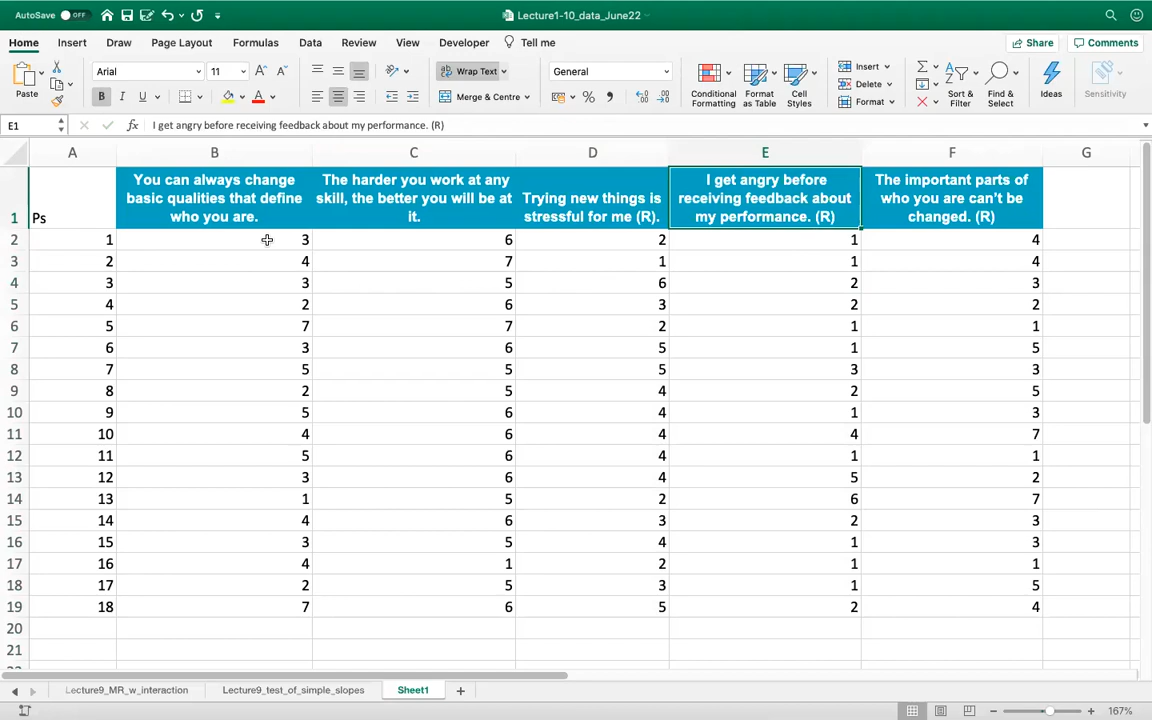 AutoSave OFF Lecture1-10_data_June22
Home Insert Draw Page Layout Formulas Data Review View Developer Tell me Share Comments
Paste Arial 11 Wrap Text General Conditional Formatting Format as Table Cell Styles Insert Sort & Filter Find & Select Ideas Sensitivity
B I U A Merge & Centre % Delete
Format
E1 fx I get angry before receiving feedback about my performance. (R)
A B C D E F G
1 Ps You can always change basic qualities that define who you are. The harder you work at any skill, the better you will be at it. Trying new things is stressful for me (R). I get angry before receiving feedback about my performance. (R) The important parts of who you are can't be changed. (R)
2 1 3 6 2 1 4
3 2 4 7 1 1 4
4 3 3 5 6 2 3
5 4 2 6 3 2 2
6 5 7 7 2 1 1
7 6 3 6 5 1 5
8 7 5 5 5 3 3
9 8 2 5 4 2 5
10 9 5 6 4 1 3
11 10 4 6 4 4 7
12 11 5 6 4 1 1
13 12 3 6 4 5 2
14 13 1 5 2 6 7
15 14 4 6 3 2 3
16 15 3 5 4 1 3
17 16 4 1 2 1 1
18 17 2 5 3 1 5
19 18 7 6 5 2 4
20
21
Lecture9_MR_w_interaction Lecture9_test_of_simple_slopes Sheet1
167%